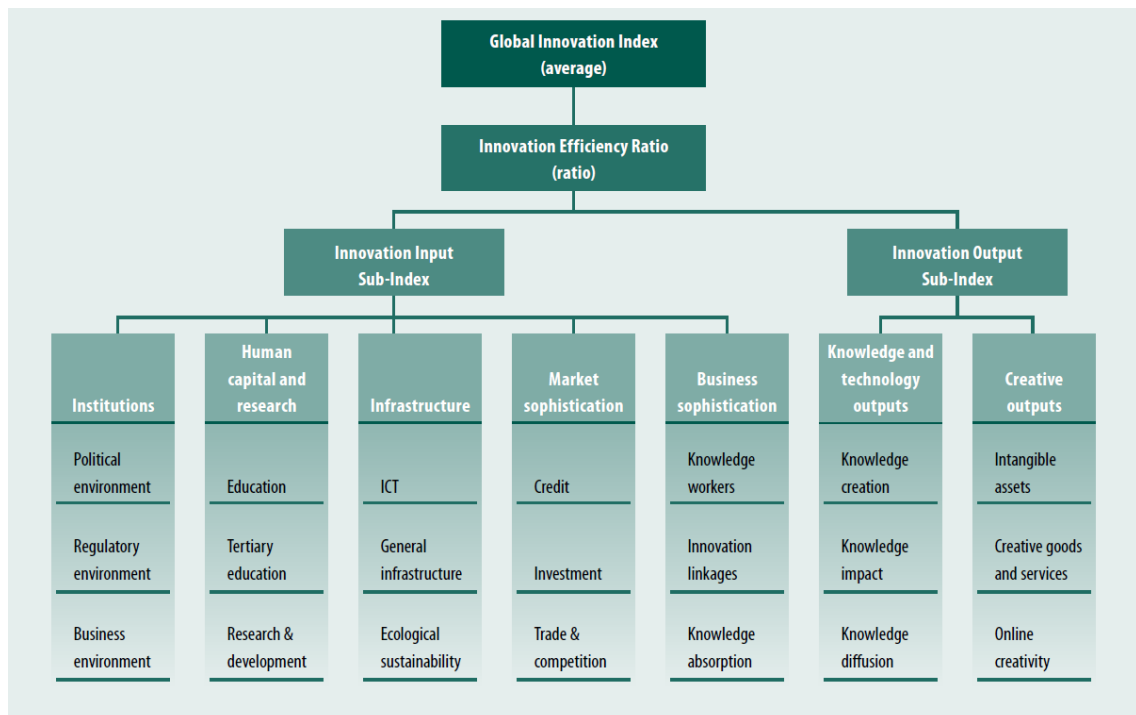 Global Innovation Index
(average)
Innovation Efficiency Ratio
(ratio)
Innovation Input
Sub-Index
Innovation Output
Sub-Index
Institutions
Human
capital and
research
Infrastructure
Market
sophistication
Business
sophistication
Knowledge and
technology
outputs
Creative
outputs
Political
environment
Education
ICT
Credit
Knowledge
workers
Knowledge
creation
Intangible
assets
Regulatory
environment
Tertiary
education
General
infrastructure
Investment
Innovation
linkages
Knowledge
impact
Creative goods
and services
Business
environment
Research &
development
Ecological
sustainability
Trade &
competition
Knowledge
absorption
Knowledge
diffusion
Online
creativity